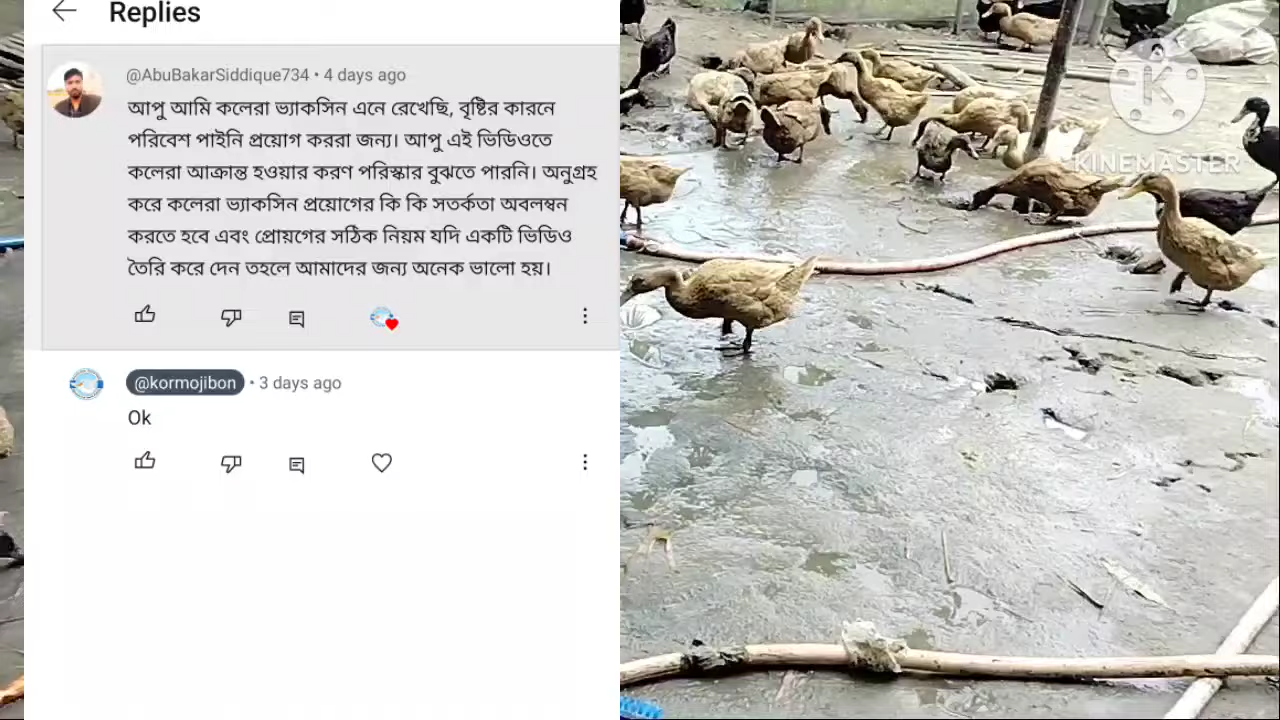 Replies
@AbuBakarSiddique734 • 4 days ago
আপু আমি কলেরা ভ্যাকসিন এনে রেখেছি, বৃষ্টির কারনে
পরিবেশ পাইনি প্রয়োগ কররা জন্য। আপু এই ভিডিওতে
কলেরা আক্রান্ত হওয়ার করণ পরিস্কার বুঝতে পারনি। অনুগ্রহ
করে কলেরা ভ্যাকসিন প্রয়োগের কি কি সতর্কতা অবলম্বন
করতে হবে এবং প্রোয়গের সঠিক নিয়ম যদি একটি ভিডিও
তৈরি করে দেন তহলে আমাদের জন্য অনেক ভালো হয়।
@kormojibon • 3 days ago
Ok
K
KINEMASTER